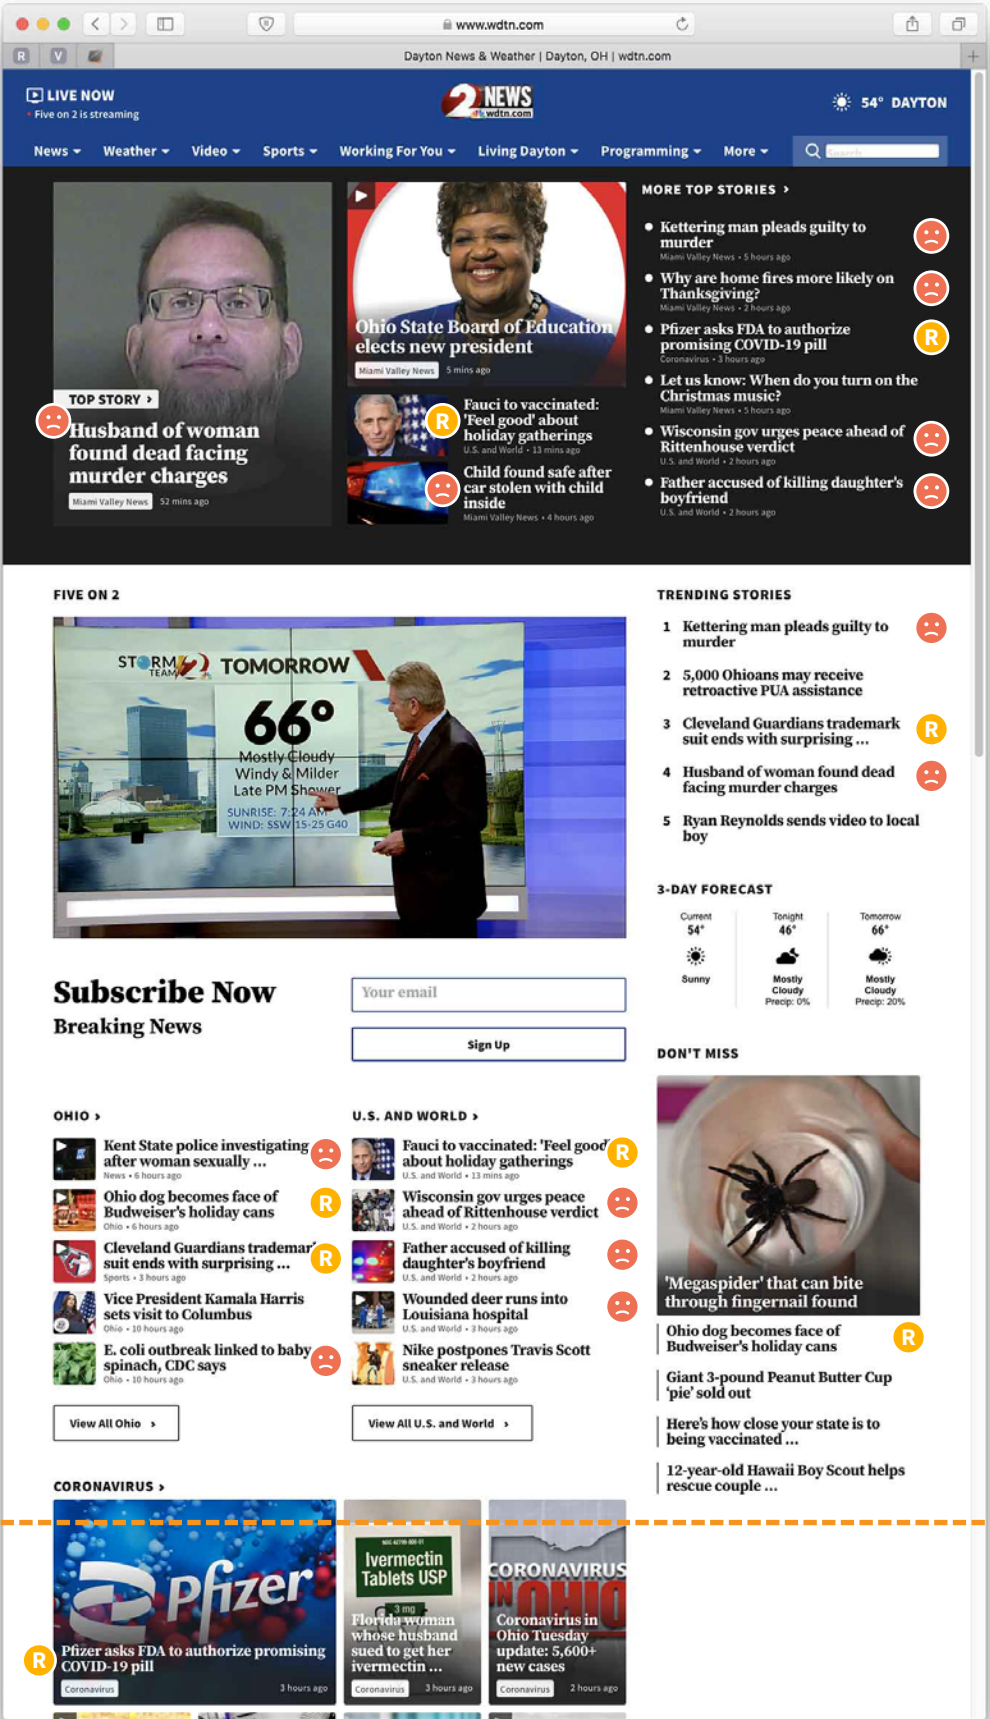 www.wdtn.com
R
V
Dayton News & Weather | Dayton, OH | wdtn.com
LIVE NOW
• Five on 2 is streaming
2 NEWS
wdtn.com
54° DAYTON
News
Weather
Video
Sports
Working For You
Living Dayton
Programming
More
Search
TOP STORY ›
Husband of woman
found dead facing
murder charges
Miami Valley News 52 mins ago
Ohio State Board of Education
elects new president
Miami Valley News 5 mins ago
R
Fauci to vaccinated:
'Feel good' about
holiday gatherings
U.S. and World • 13 mins ago
Child found safe after
car stolen with child
inside
Miami Valley News • 4 hours ago
MORE TOP STORIES ›
• Kettering man pleads guilty to
murder
Miami Valley News • 5 hours ago
• Why are home fires more likely on
Thanksgiving?
Miami Valley News • 2 hours ago
• Pfizer asks FDA to authorize
promising COVID-19 pill
Coronavirus • 3 hours ago
R
• Let us know: When do you turn on the
Christmas music?
Miami Valley News • 5 hours ago
• Wisconsin gov urges peace ahead of
Rittenhouse verdict
U.S. and World • 2 hours ago
• Father accused of killing daughter's
boyfriend
U.S. and World • 2 hours ago
FIVE ON 2
STORM
TEAM 2
TOMORROW
66°
Mostly Cloudy
Windy & Milder
Late PM Shower
SUNRISE: 7:24 AM
WIND: SSW 15-25 G40
TRENDING STORIES
1 Kettering man pleads guilty to
murder
2 5,000 Ohioans may receive
retroactive PUA assistance
3 Cleveland Guardians trademark
suit ends with surprising ...
R
4 Husband of woman found dead
facing murder charges
5 Ryan Reynolds sends video to local
boy
3-DAY FORECAST
Current
54°
Sunny
Tonight
46°
Mostly
Cloudy
Precip: 0%
Tomorrow
66°
Mostly
Cloudy
Precip: 20%
Subscribe Now
Breaking News
Your email
Sign Up
OHIO ›
Kent State police investigating
after woman sexually ...
News • 6 hours ago
Ohio dog becomes face of
Budweiser's holiday cans
Ohio • 6 hours ago
R
Cleveland Guardians trademar
suit ends with surprising ...
Sports • 3 hours ago
R
Vice President Kamala Harris
sets visit to Columbus
Ohio • 10 hours ago
E. coli outbreak linked to baby
spinach, CDC says
Ohio • 10 hours ago
View All Ohio ›
U.S. AND WORLD ›
Fauci to vaccinated: 'Feel good'
about holiday gatherings
U.S. and World • 13 mins ago
R
Wisconsin gov urges peace
ahead of Rittenhouse verdict
U.S. and World • 2 hours ago
Father accused of killing
daughter's boyfriend
U.S. and World • 2 hours ago
Wounded deer runs into
Louisiana hospital
U.S. and World • 3 hours ago
Nike postpones Travis Scott
sneaker release
U.S. and World • 3 hours ago
View All U.S. and World ›
DON'T MISS
'Megaspider' that can bite
through fingernail found
Ohio dog becomes face of
Budweiser's holiday cans
R
Giant 3-pound Peanut Butter Cup
'pie' sold out
Here's how close your state is to
being vaccinated ...
12-year-old Hawaii Boy Scout helps
rescue couple ...
CORONAVIRUS ›
Pfizer
R
Pfizer asks FDA to authorize promising
COVID-19 pill
Coronavirus 3 hours ago
Ivermectin
Tablets USP
3 mg
Florida woman
whose husband
sued to get her
ivermectin ...
Coronavirus 3 hours ago
CORONAVIRUS
IN OHIO
Coronavirus in
Ohio Tuesday
update: 5,600+
new cases
Coronavirus 2 hours ago